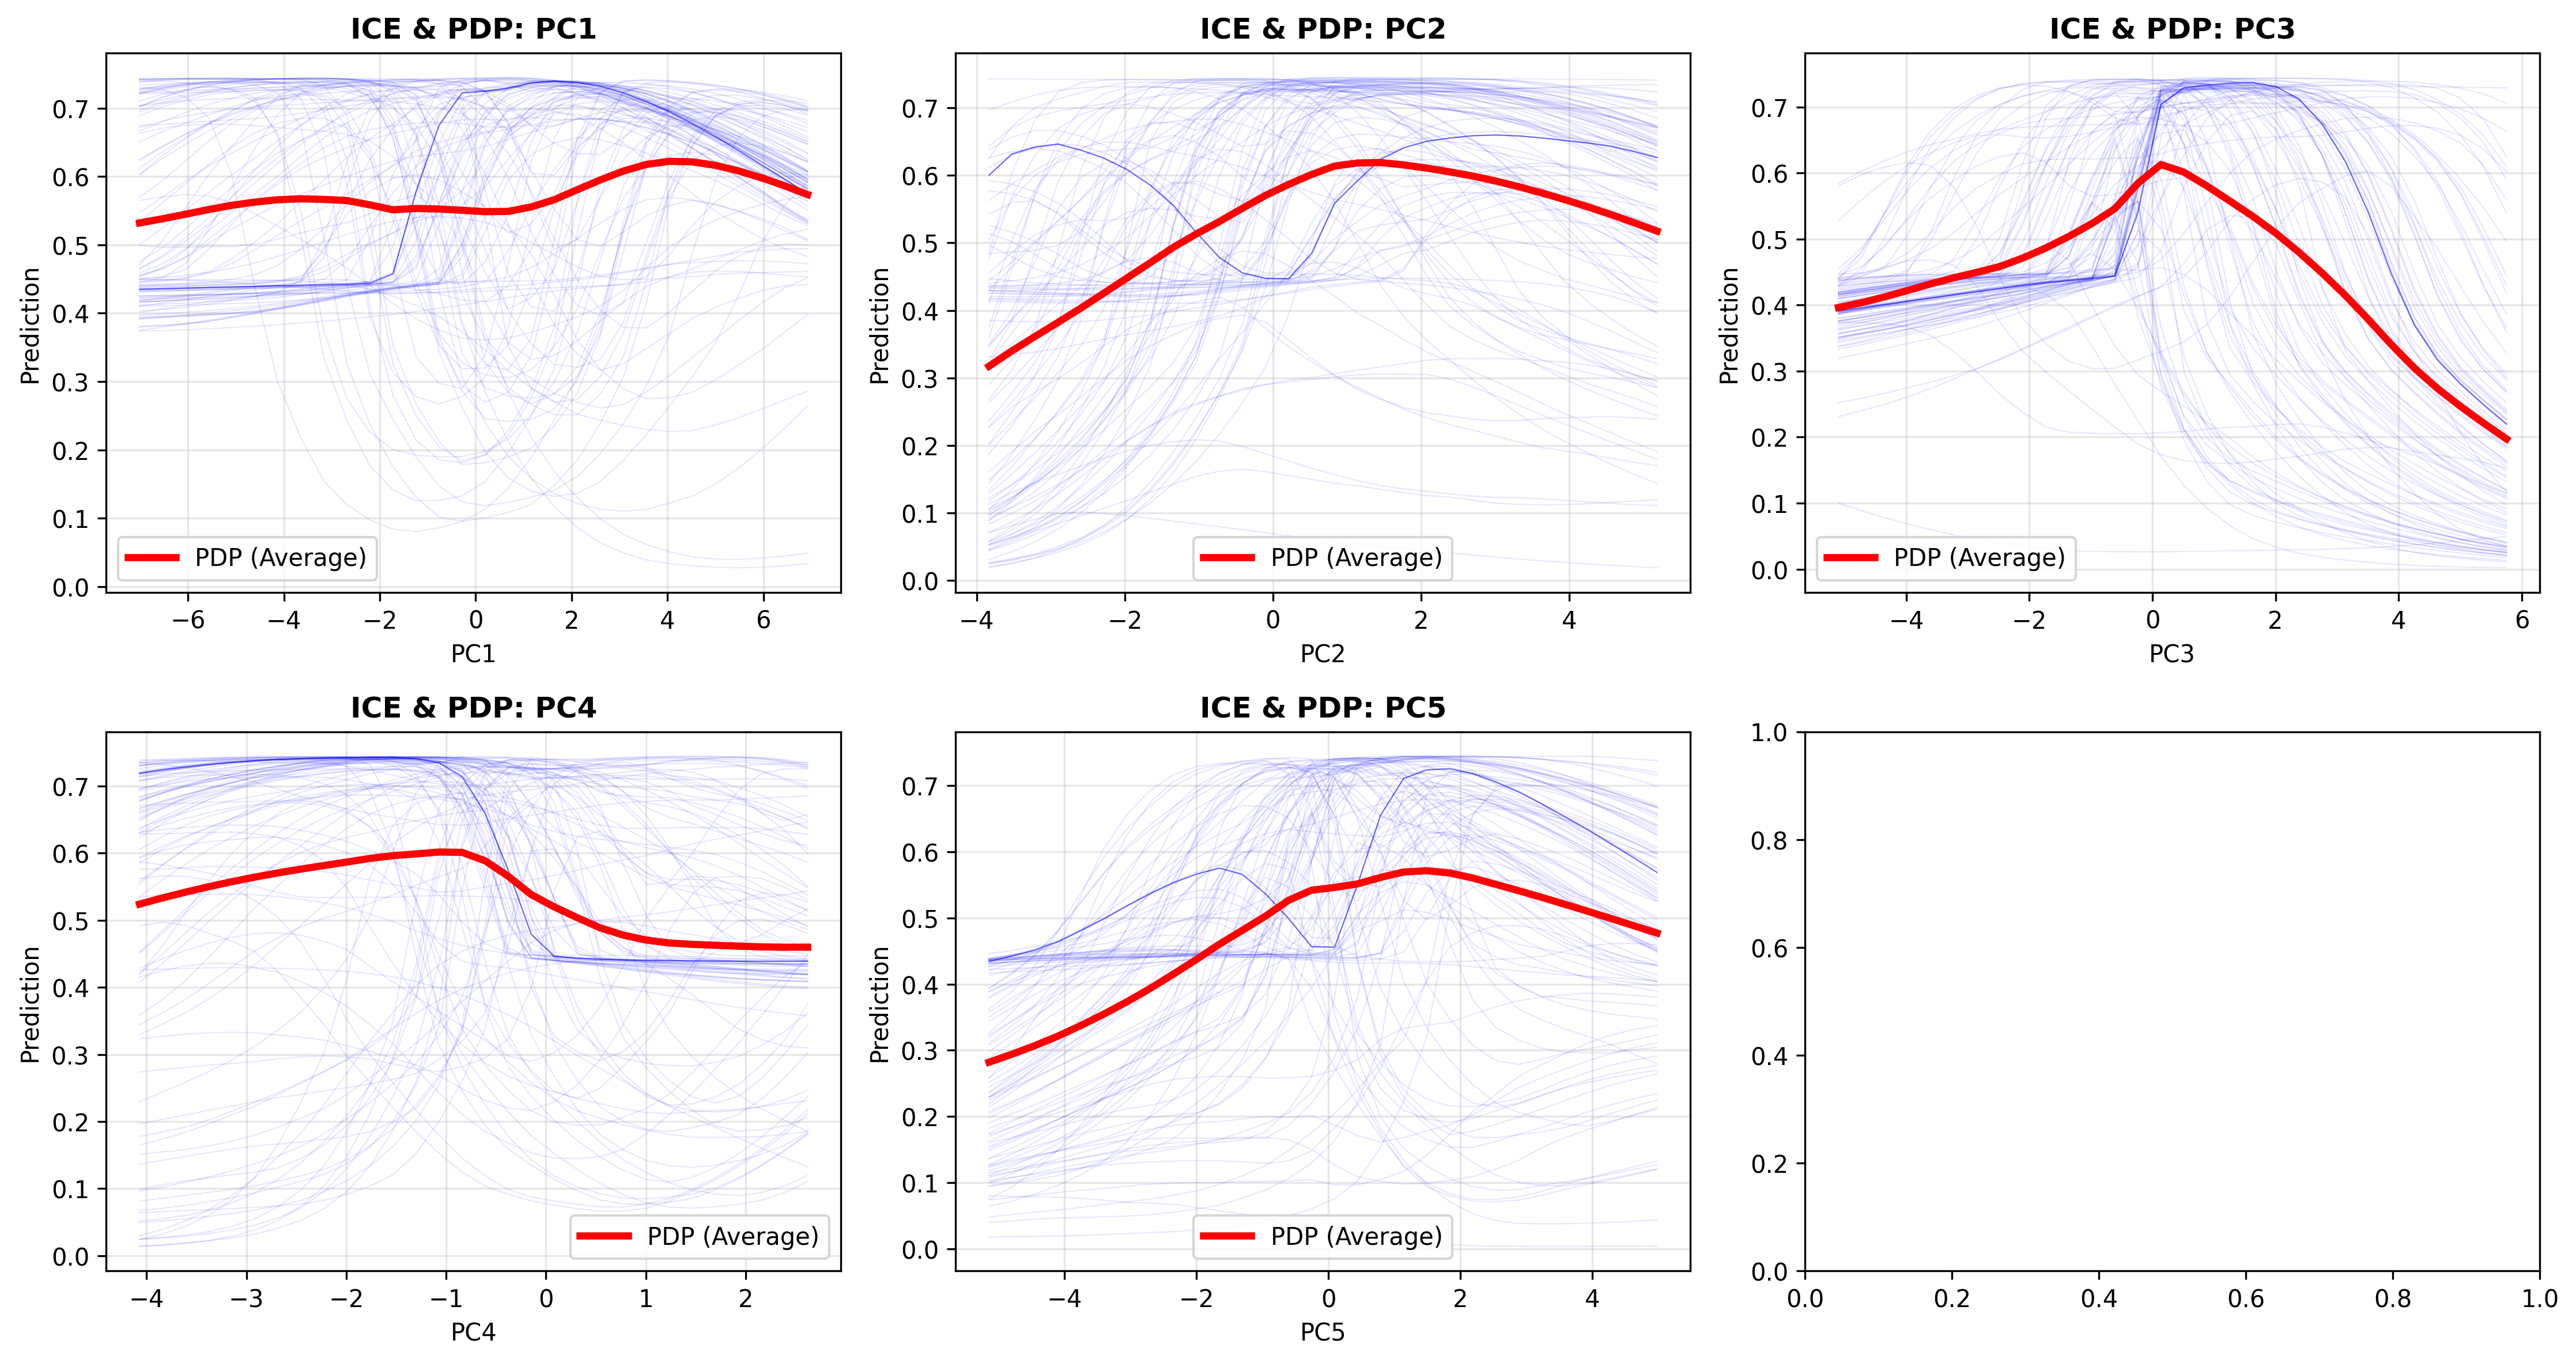 ICE & PDP: PC1
Prediction
0.7
0.6
0.5
0.4
0.3
0.2
0.1
0.0
PDP (Average)
−6 −4 −2 0 2 4 6
PC1
ICE & PDP: PC2
Prediction
0.7
0.6
0.5
0.4
0.3
0.2
0.1
0.0
PDP (Average)
−4 −2 0 2 4
PC2
ICE & PDP: PC3
Prediction
0.7
0.6
0.5
0.4
0.3
0.2
0.1
0.0
PDP (Average)
−4 −2 0 2 4 6
PC3
ICE & PDP: PC4
Prediction
0.7
0.6
0.5
0.4
0.3
0.2
0.1
0.0
PDP (Average)
−4 −3 −2 −1 0 1 2
PC4
ICE & PDP: PC5
Prediction
0.7
0.6
0.5
0.4
0.3
0.2
0.1
0.0
PDP (Average)
−4 −2 0 2 4
PC5
1.0
0.8
0.6
0.4
0.2
0.0
0.0 0.2 0.4 0.6 0.8 1.0